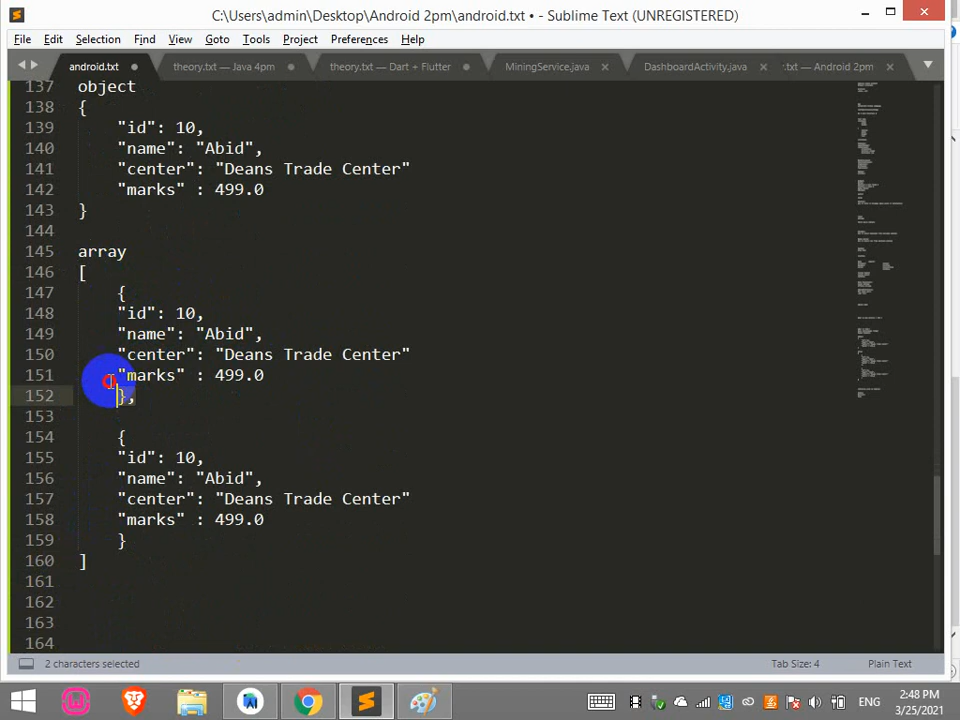 C:\Users\admin\Desktop\Android 2pm\android.txt • - Sublime Text (UNREGISTERED)
File Edit Selection Find View Goto Tools Project Preferences Help
android.txt theory.txt — Java 4pm theory.txt — Dart + Flutter MiningService.java DashboardActivity.java :.txt — Android 2pm
137 object
138 {
139 "id": 10,
140 "name": "Abid",
141 "center": "Deans Trade Center"
142 "marks" : 499.0
143 }
144
145 array
146 [
147 {
148 "id": 10,
149 "name": "Abid",
150 "center": "Deans Trade Center"
151 "marks" : 499.0
152 },
153
154 {
155 "id": 10,
156 "name": "Abid",
157 "center": "Deans Trade Center"
158 "marks" : 499.0
159 }
160 ]
161
162
163
164
2 characters selected Tab Size: 4 Plain Text
ENG 2:48 PM
3/25/2021